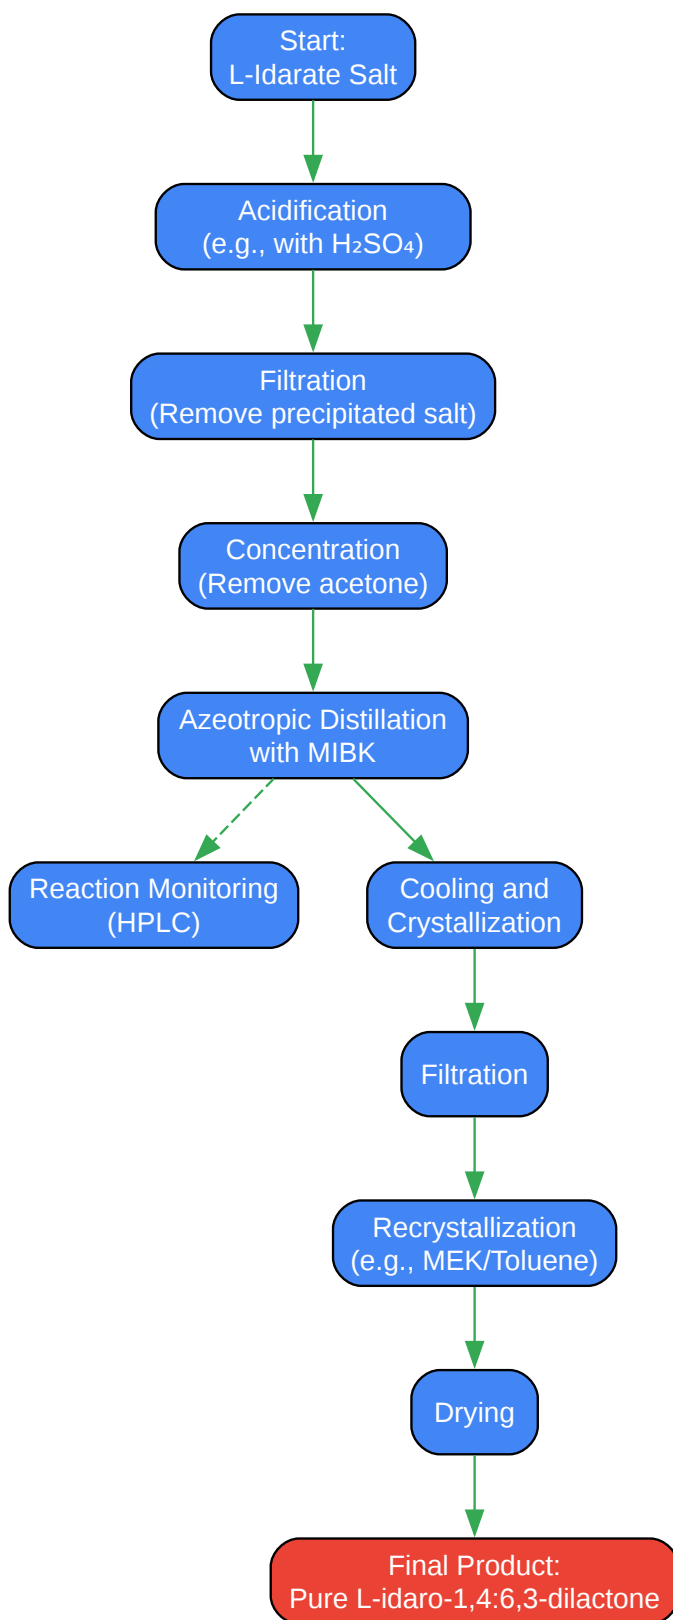 Start:
L-Idarate Salt
Acidification
(e.g., with H₂SO₄)
Filtration
(Remove precipitated salt)
Concentration
(Remove acetone)
Azeotropic Distillation
with MIBK
Reaction Monitoring
(HPLC)
Cooling and
Crystallization
Filtration
Recrystallization
(e.g., MEK/Toluene)
Drying
Final Product:
Pure L-idaro-1,4:6,3-dilactone